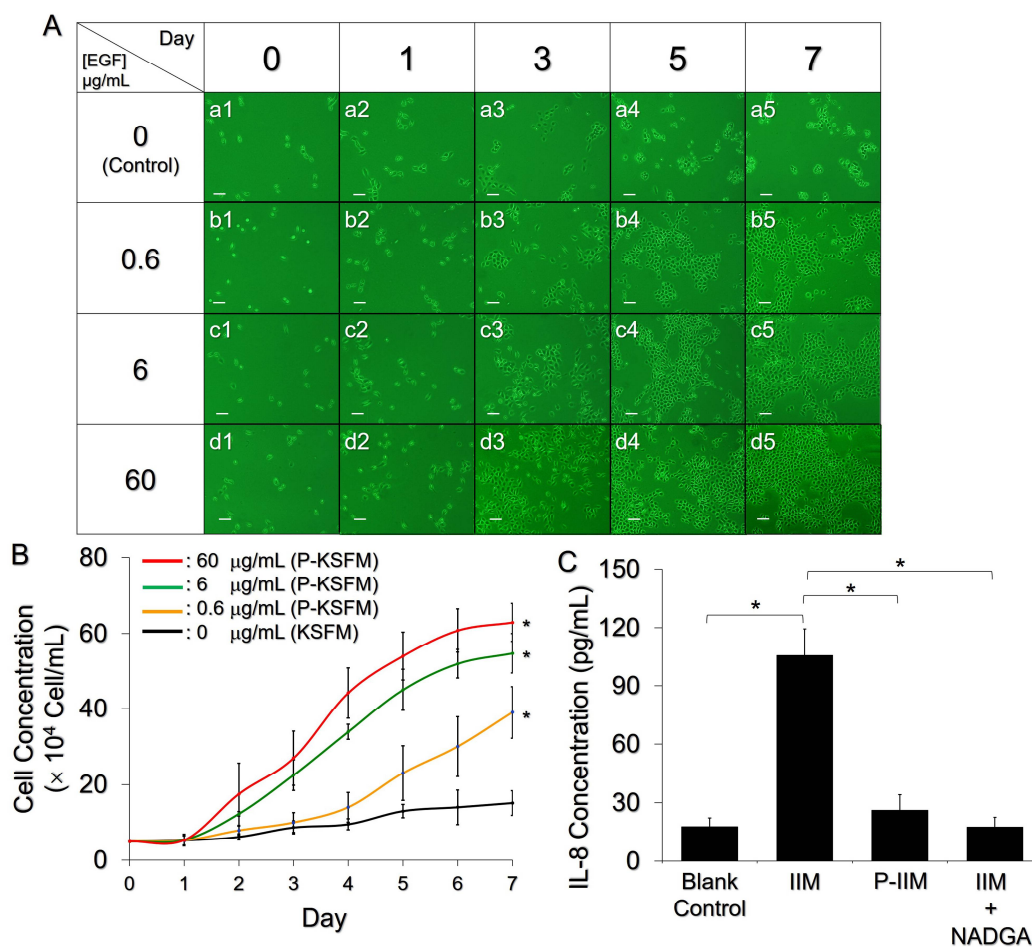 A
Day
[EGF]
µg/mL
0 1 3 5 7
0
(Control)
a1 a2 a3 a4 a5
0.6
b1 b2 b3 b4 b5
6
c1 c2 c3 c4 c5
60
d1 d2 d3 d4 d5
B
: 60 µg/mL (P-KSFM)
: 6 µg/mL (P-KSFM)
: 0.6 µg/mL (P-KSFM)
: 0 µg/mL (KSFM)
80
60
40
20
0
Cell Concentration
(× 10⁴ Cell/mL)
*
*
*
0 1 2 3 4 5 6 7
Day
C
150
120
90
60
30
0
IL-8 Concentration (pg/mL)
*
*
*
Blank
Control
IIM
P-IIM
IIM
+
NADGA